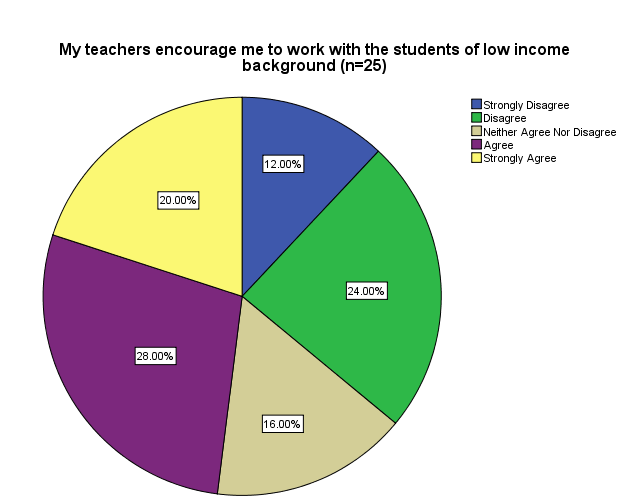 My teachers encourage me to work with the students of low income
background (n=25)
Strongly Disagree
Disagree
Neither Agree Nor Disagree
Agree
Strongly Agree
12.00%
20.00%
24.00%
28.00%
16.00%